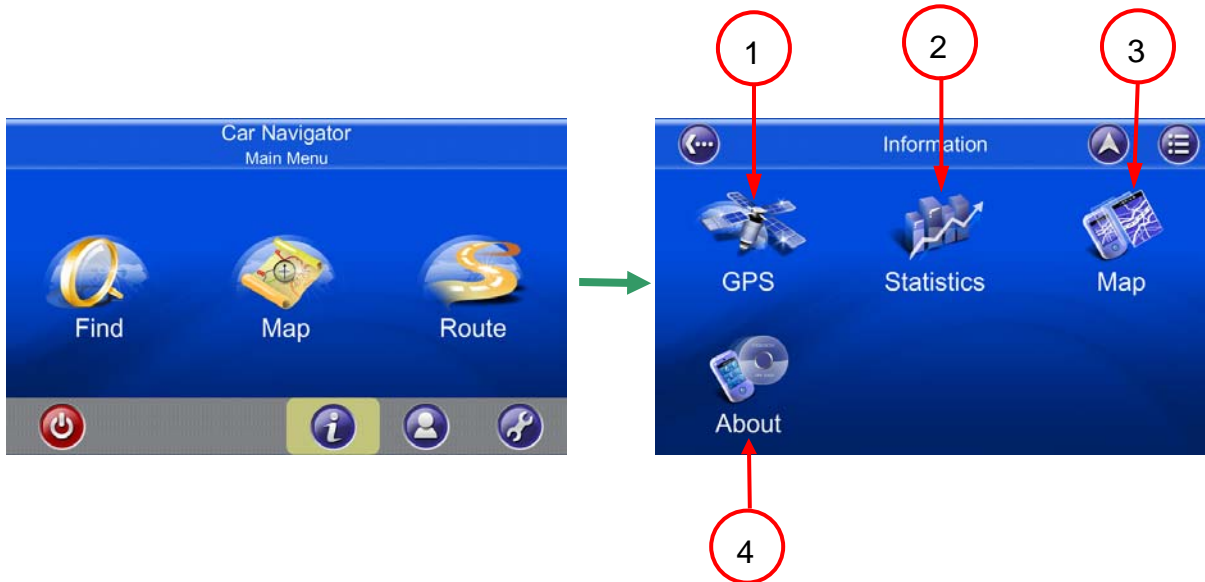 1
2
3
Car Navigator
Main Menu
Find
Map
Route
Information
GPS
Statistics
Map
About
4